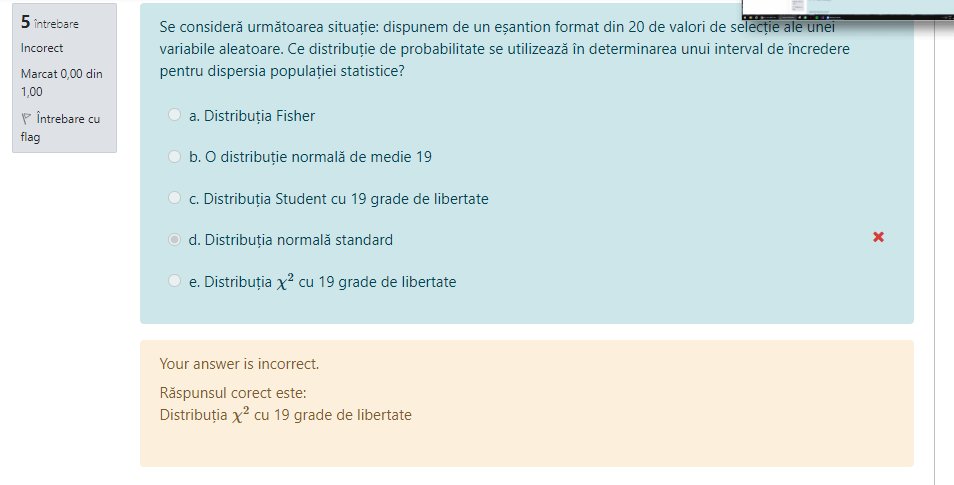 5 întrebare
Incorect
Marcat 0,00 din
1,00
Întrebare cu
flag
Se consideră următoarea situație: dispunem de un eșantion format din 20 de valori de selecție ale unei
variabile aleatoare. Ce distribuție de probabilitate se utilizează în determinarea unui interval de încredere
pentru dispersia populației statistice?
a. Distribuția Fisher
b. O distribuție normală de medie 19
c. Distribuția Student cu 19 grade de libertate
d. Distribuția normală standard
e. Distribuția χ² cu 19 grade de libertate
Your answer is incorrect.
Răspunsul corect este:
Distribuția χ² cu 19 grade de libertate